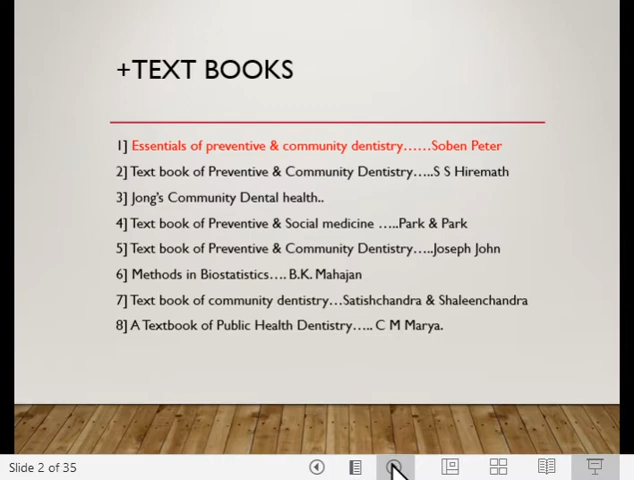 +TEXT BOOKS
1] Essentials of preventive & community dentistry......Soben Peter
2] Text book of Preventive & Community Dentistry.....S S Hiremath
3] Jong's Community Dental health..
4] Text book of Preventive & Social medicine .....Park & Park
5] Text book of Preventive & Community Dentistry.....Joseph John
6] Methods in Biostatistics.... B.K. Mahajan
7] Text book of community dentistry...Satishchandra & Shaleenchandra
8] A Textbook of Public Health Dentistry..... C M Marya.
Slide 2 of 35